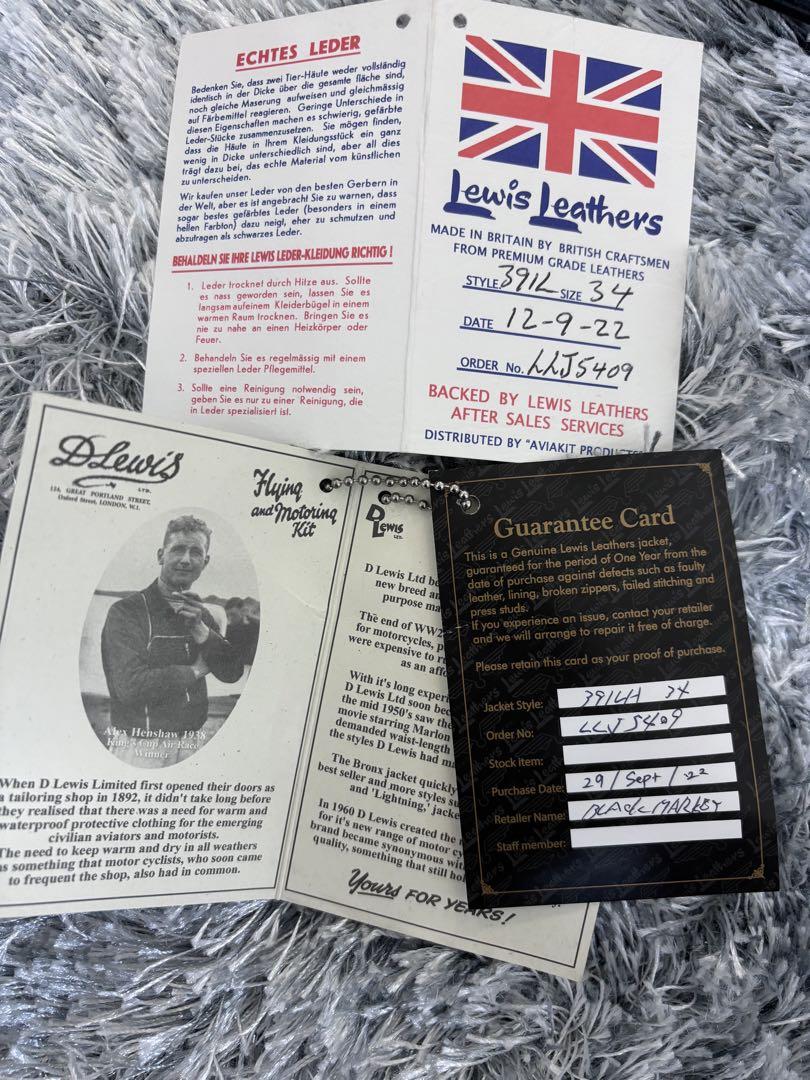 ECHTES LEDER
Bedenken Sie, dass zwei Tier-Häute weder vollständig
identisch in der Dicke über die gesamte fläche sind,
noch gleiche Maserung aufweisen und gleichmässig
auf Färbemittel reagieren. Geringe Unterschiede in
diesen Eigenschaften machen es schwierig, gefärbte
Leder-Stücke zusammenzusetzen. Sie mögen finden,
dass die Häute in Ihrem Kleidungsstück ein ganz
wenig in Dicke unterschiedlich sind, aber all dies
trägt dazu bei, das echte Material vom künstlichen
zu unterscheiden.
Wir kaufen unser Leder von den besten Gerbern in
der Welt, aber es ist angebracht Sie zu warnen, dass
sogar bestes gefärbtes Leder (besonders in einem
hellen Farbton) dazu neigt, eher zu schmutzen und
abzutragen als schwarzes Leder.
BEHALDELN SIE IHRE LEWIS LEDER-KLEIDUNG RICHTIG !
1. Leder trocknet durch Hitze aus. Sollte
es nass geworden sein, lassen Sie es
langsam aufeinem Kleiderbügel in einem
warmen Raum trocknen. Bringen Sie es
nie zu nahe an einen Heizkörper oder
Feuer.
2. Behandeln Sie es regelmässig mit einem
speziellen Leder Pflegemittel.
3. Sollte eine Reinigung notwendig sein,
geben Sie es nur zu einer Reinigung, die
in Leder spezialisiert ist.
Lewis Leathers
MADE IN BRITAIN BY BRITISH CRAFTSMEN
FROM PREMIUM GRADE LEATHERS
STYLE 391L SIZE 34
DATE 12-9-22
ORDER No. LLJ5409
BACKED BY LEWIS LEATHERS
AFTER SALES SERVICES
DISTRIBUTED BY "AVIAKIT PRODUCTS"
DLewis
LTD.
124, GREAT PORTLAND STREET,
Oxford Street, LONDON, W.1.
Flying
and Motoring
Kit
Alex Henshaw 1938
King's Cup Air Race
Winner
When D Lewis Limited first opened their doors as
a tailoring shop in 1892, it didn't take long before
they realised that there was a need for warm and
waterproof protective clothing for the emerging
civilian aviators and motorists.
The need to keep warm and dry in all weathers
was something that motor cyclists, who soon came
to frequent the shop, also had in common.
D Lewis
LTD.
D Lewis Ltd be
new breed an
purpose ma
The end of WW2
for motorcycles, p
were expensive to
as an affo
With it's long experi
D Lewis Ltd soon bec
the mid 1950's saw the
movie starring Marlon
demanded waist-length
the styles D Lewis had ma
The Bronx jacket quickly
best seller and more styles
and 'Lightning,' jacke
In 1960 D Lewis created the
for it's new range of motor cy
brand became synonymous wi
quality, something that still
Yours FOR YEARS!
Guarantee Card
This is a Genuine Lewis Leathers jacket,
guaranteed for the period of One Year from the
date of purchase against defects such as faulty
leather, lining, broken zippers, failed stitching and
press studs.
If you experience an issue, contact your retailer
and we will arrange to repair it free of charge.
Please retain this card as your proof of purchase.
Jacket Style: 391LH 34
Order No: LLJ5409
Stock Item:
Purchase Date: 29/Sept/22
Retailer Name: BLACK MARKET
Staff member: